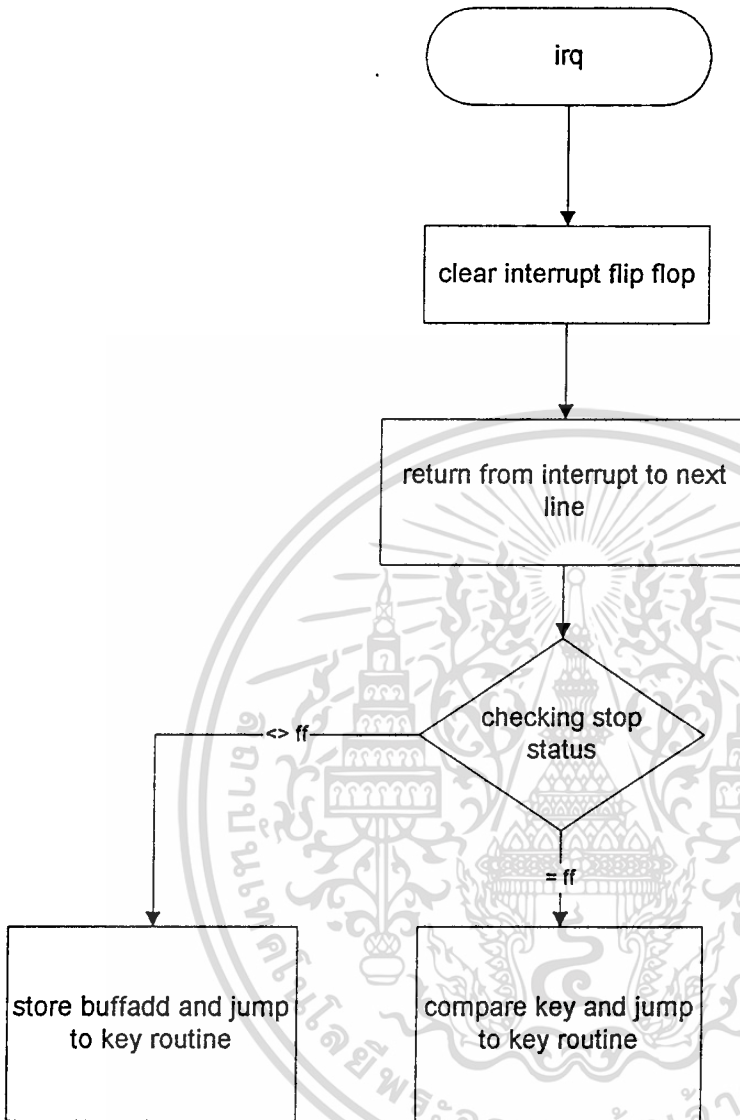 irq
clear interrupt flip flop
return from interrupt to next
line
checking stop
status
<> ff
= ff
store buffadd and jump
to key routine
compare key and jump
to key routine